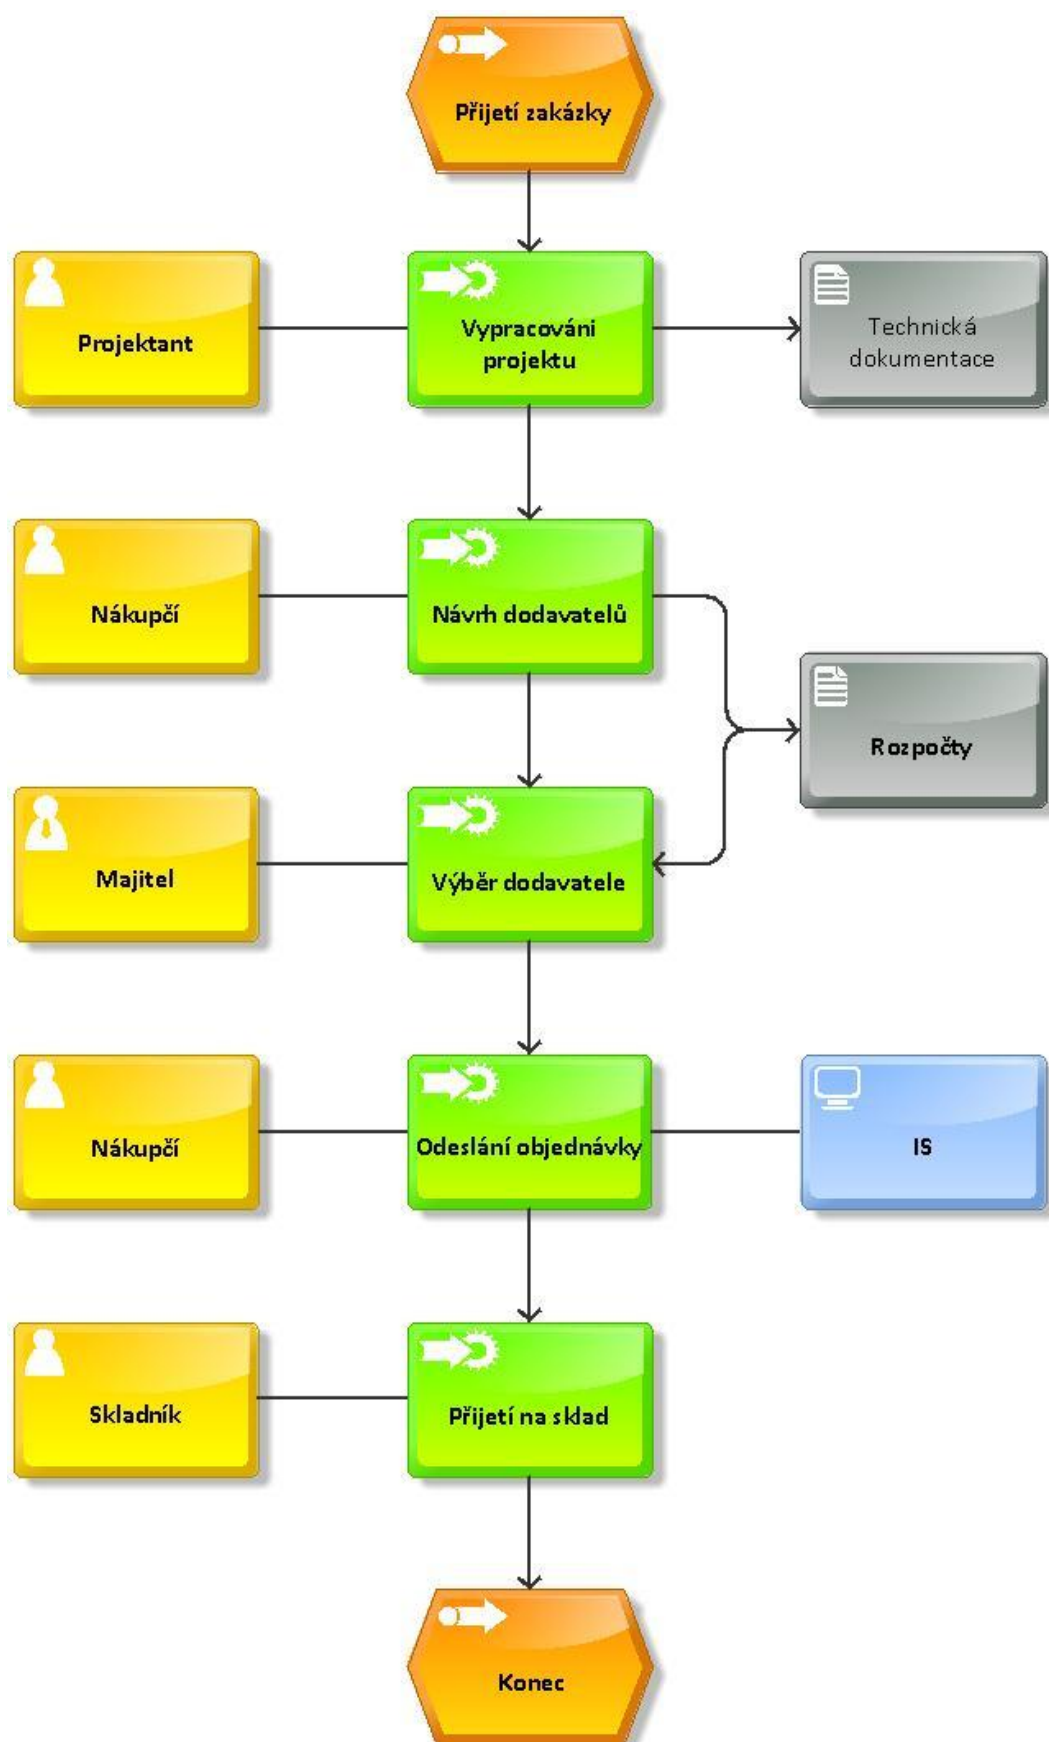 Přijetí zakázky
Projektant
Vypracováni
projektu
Technická
dokumentace
Nákupčí
Návrh dodavatelů
Rozpočty
Majitel
Výběr dodavatele
Nákupčí
Odeslání objednávky
IS
Skladník
Přijetí na sklad
Konec